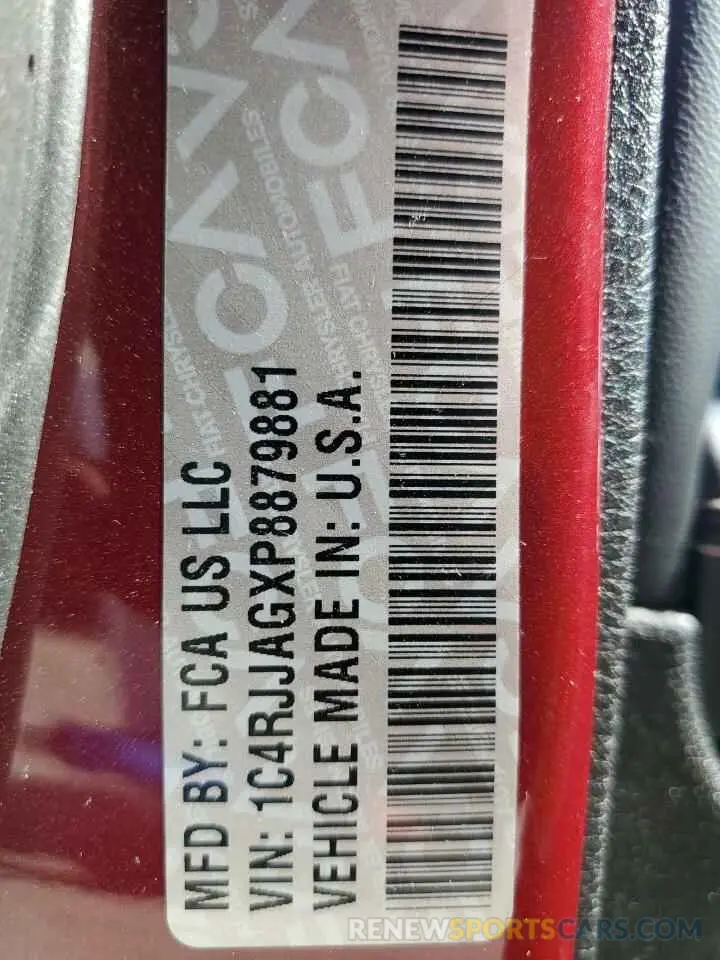 MFD BY: FCA US LLC
VIN: 1C4RJJAGXP8879881
VEHICLE MADE IN: U.S.A.
RENEWSPORTSCARS.COM